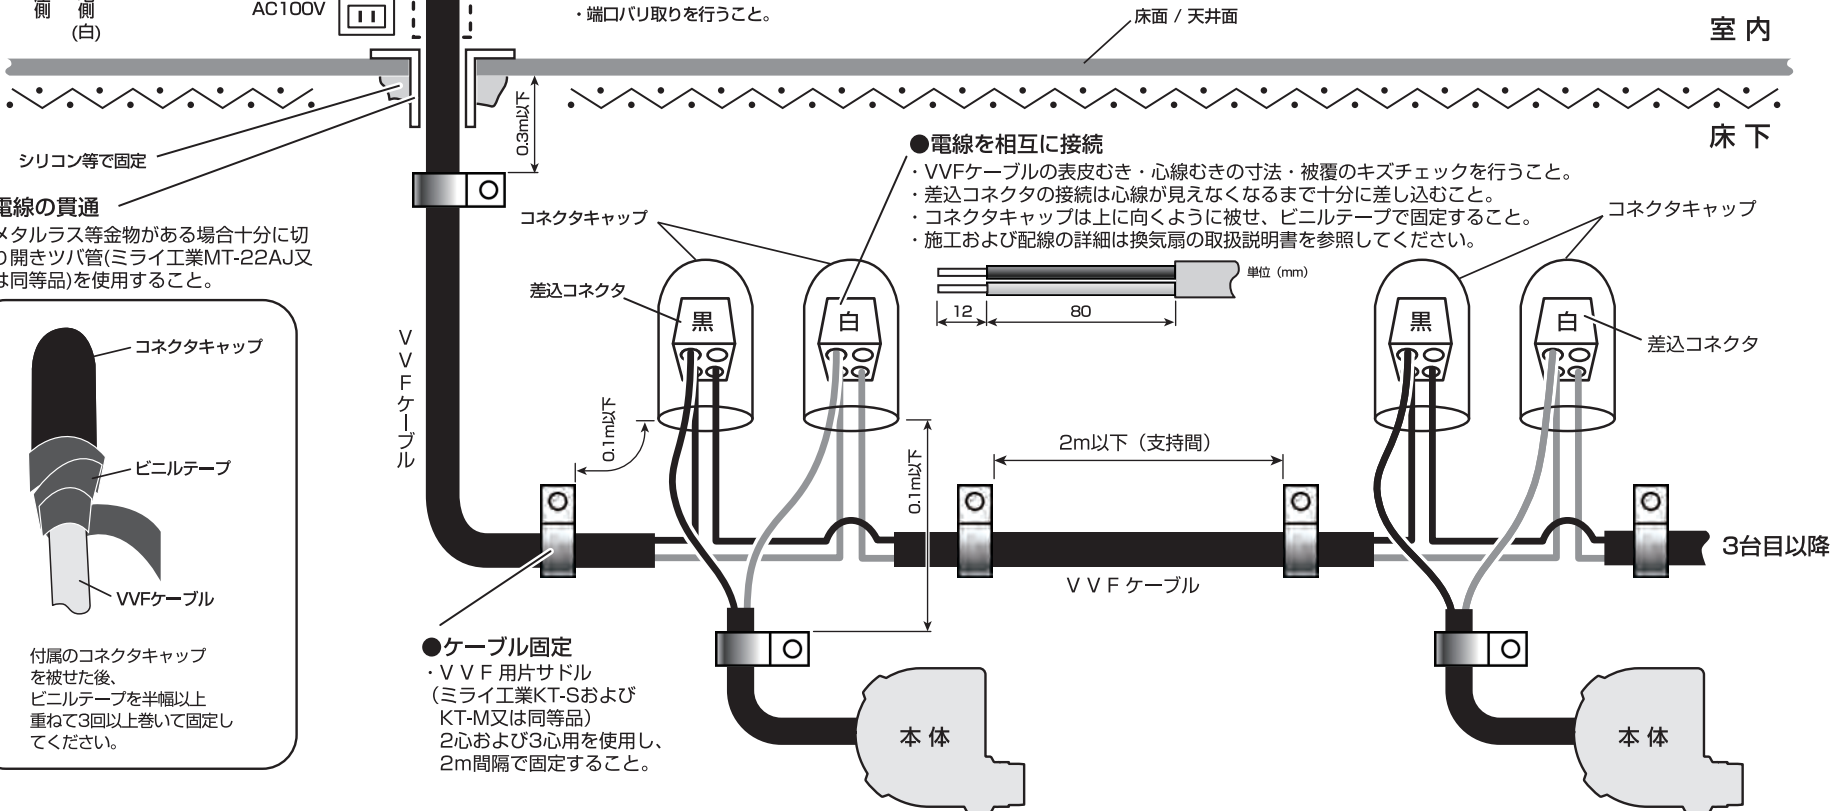 側 側
(白)
AC100V
・端口バリ取りを行うこと。
床面 / 天井面
室内
床下
0.3m以下
シリコン等で固定
電線の貫通
メタルラス等金物がある場合十分に切
り開きツバ管(ミライ工業MT-22AJ又
は同等品)を使用すること。
●電線を相互に接続
・VVFケーブルの表皮むき・心線むきの寸法・被覆のキズチェックを行うこと。
・差込コネクタの接続は心線が見えなくなるまで十分に差し込むこと。
・コネクタキャップは上に向くように被せ、ビニルテープで固定すること。
・施工および配線の詳細は換気扇の取扱説明書を参照してください。
単位（mm）
12
80
コネクタキャップ
差込コネクタ
黒
白
コネクタキャップ
黒
白
差込コネクタ
VVFケーブル
0.1m以下
0.1m以下
2m以下（支持間）
VVFケーブル
3台目以降
コネクタキャップ
ビニルテープ
VVFケーブル
付属のコネクタキャップ
を被せた後、
ビニルテープを半幅以上
重ねて3回以上巻いて固定し
てください。
●ケーブル固定
・VVF用片サドル
（ミライ工業KT-Sおよび
KT-M又は同等品）
2心および3心用を使用し、
2m間隔で固定すること。
本体
本体